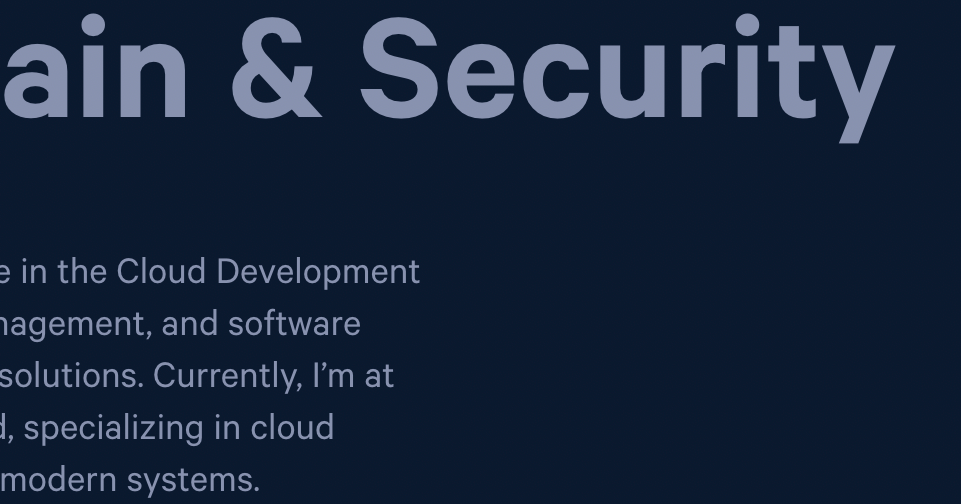 ain & Security
e in the Cloud Development
nagement, and software
solutions. Currently, I’m at
d, specializing in cloud
modern systems.